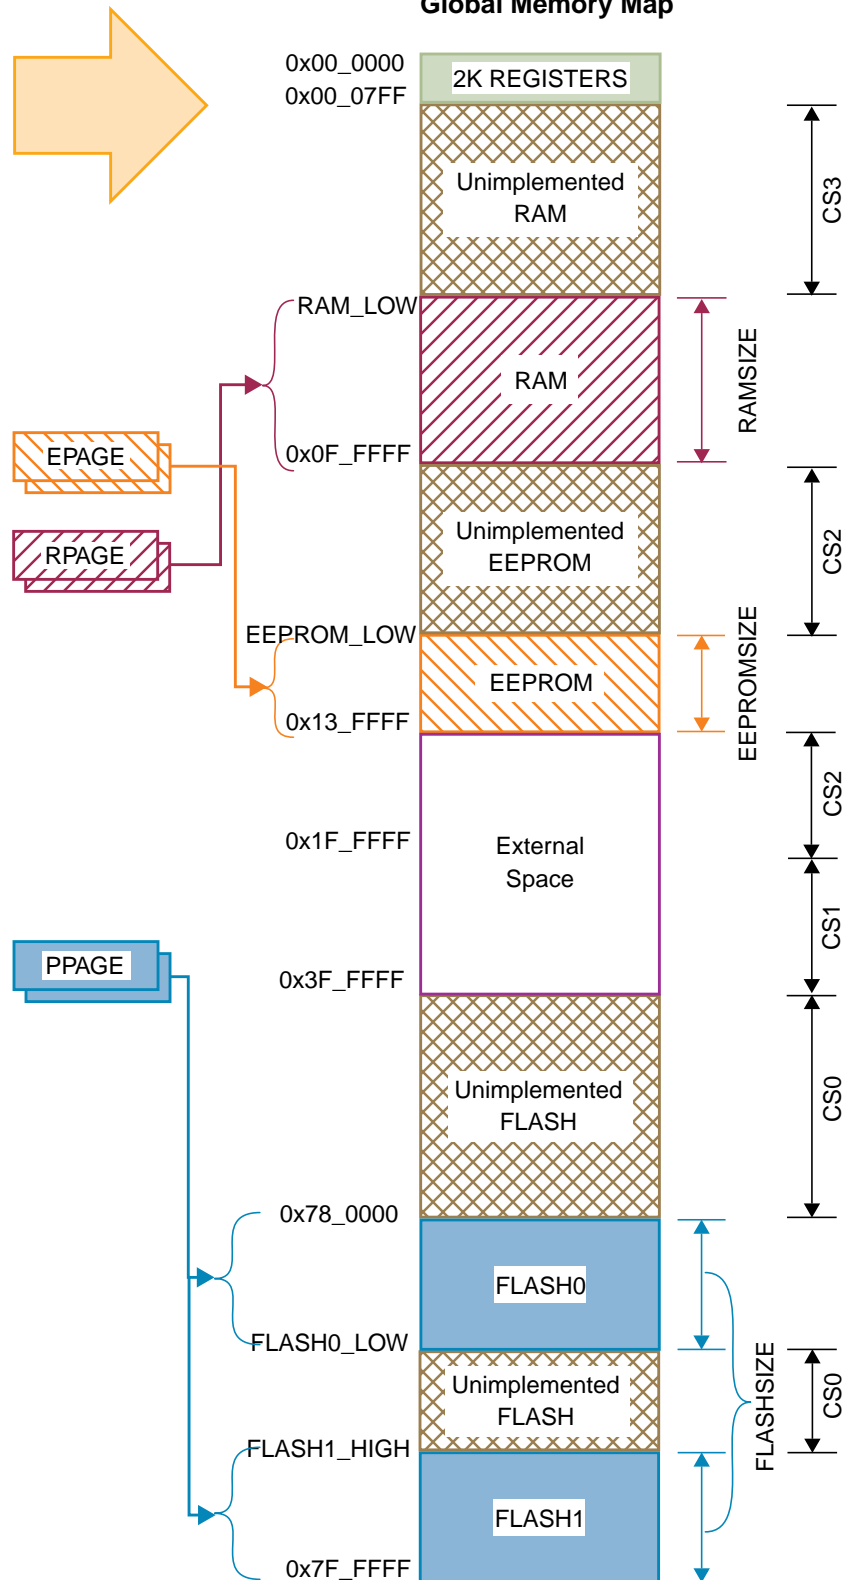 Global Memory Map
0x00_0000
2K REGISTERS
0x00_07FF
Unimplemented
RAM
CS3
RAM_LOW
RAM
RAMSIZE
0x0F_FFFF
EPAGE
RPAGE
Unimplemented
EEPROM
CS2
EEPROM_LOW
EEPROM
EEPROMSIZE
0x13_FFFF
CS2
0x1F_FFFF
External
Space
CS1
PPAGE
0x3F_FFFF
Unimplemented
FLASH
CS0
0x78_0000
FLASH0
FLASH0_LOW
Unimplemented
FLASH
CS0
FLASHSIZE
FLASH1_HIGH
FLASH1
0x7F_FFFF